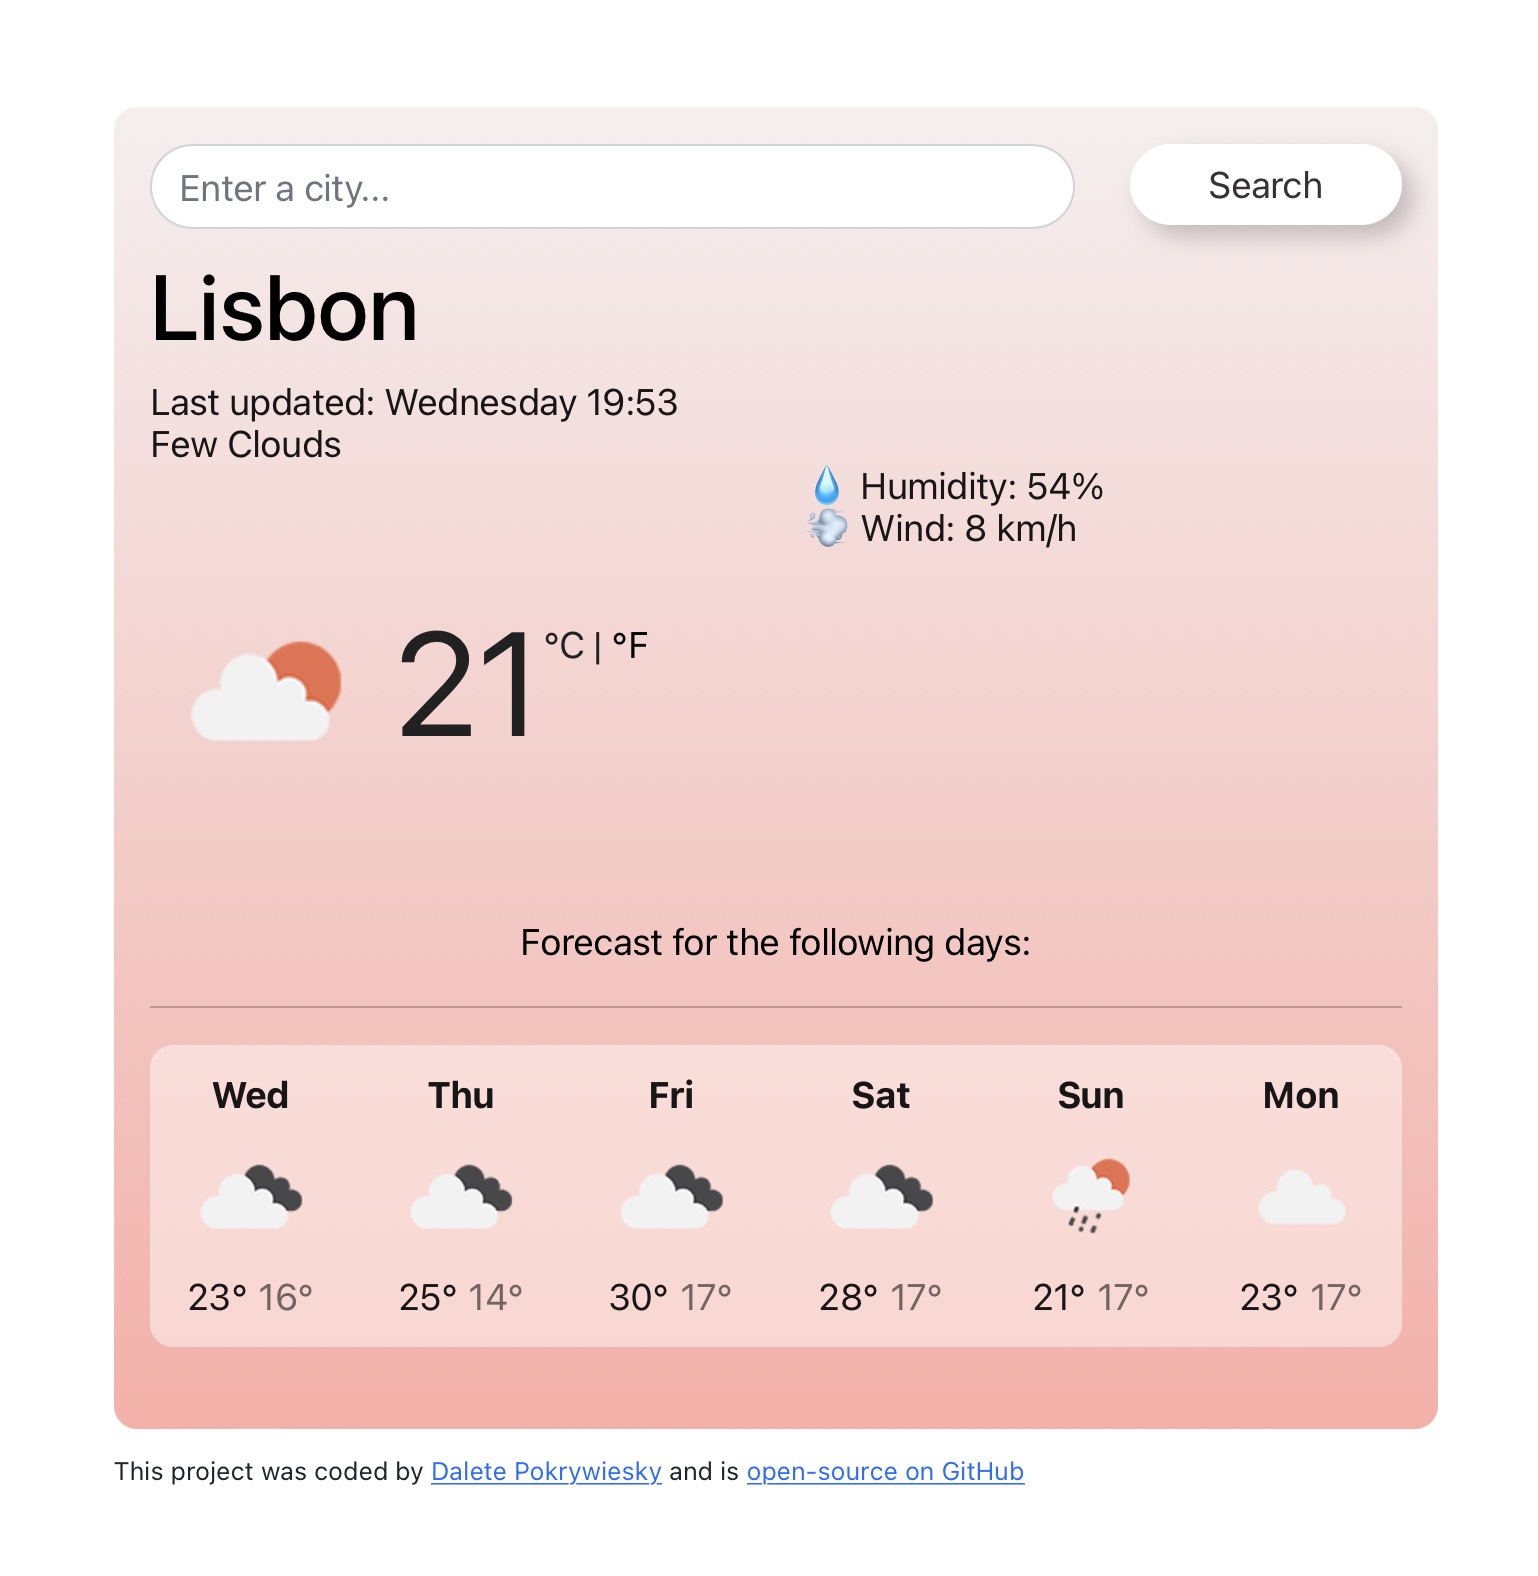 Enter a city...
Search
Lisbon
Last updated: Wednesday 19:53
Few Clouds
💧 Humidity: 54%
💨 Wind: 8 km/h
21 °C | °F
Forecast for the following days:
Wed Thu Fri Sat Sun Mon
23° 16° 25° 14° 30° 17° 28° 17° 21° 17° 23° 17°
This project was coded by Dalete Pokrywiesky and is open-source on GitHub